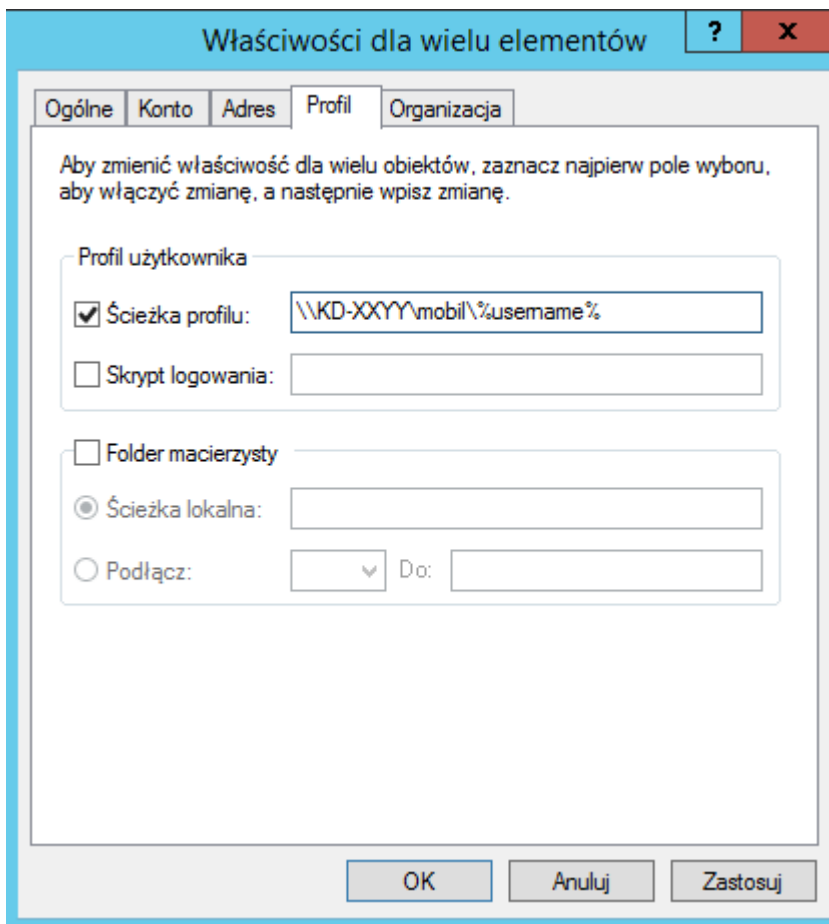 Właściwości dla wielu elementów
?
x
Ogólne Konto Adres Profil Organizacja
Aby zmienić właściwość dla wielu obiektów, zaznacz najpierw pole wyboru,
aby włączyć zmianę, a następnie wpisz zmianę.
Profil użytkownika
Ścieżka profilu: \\KD-XXYY\mobil\%username%
Skrypt logowania:
Folder macierzysty
Ścieżka lokalna:
Podłącz: Do:
OK Anuluj Zastosuj